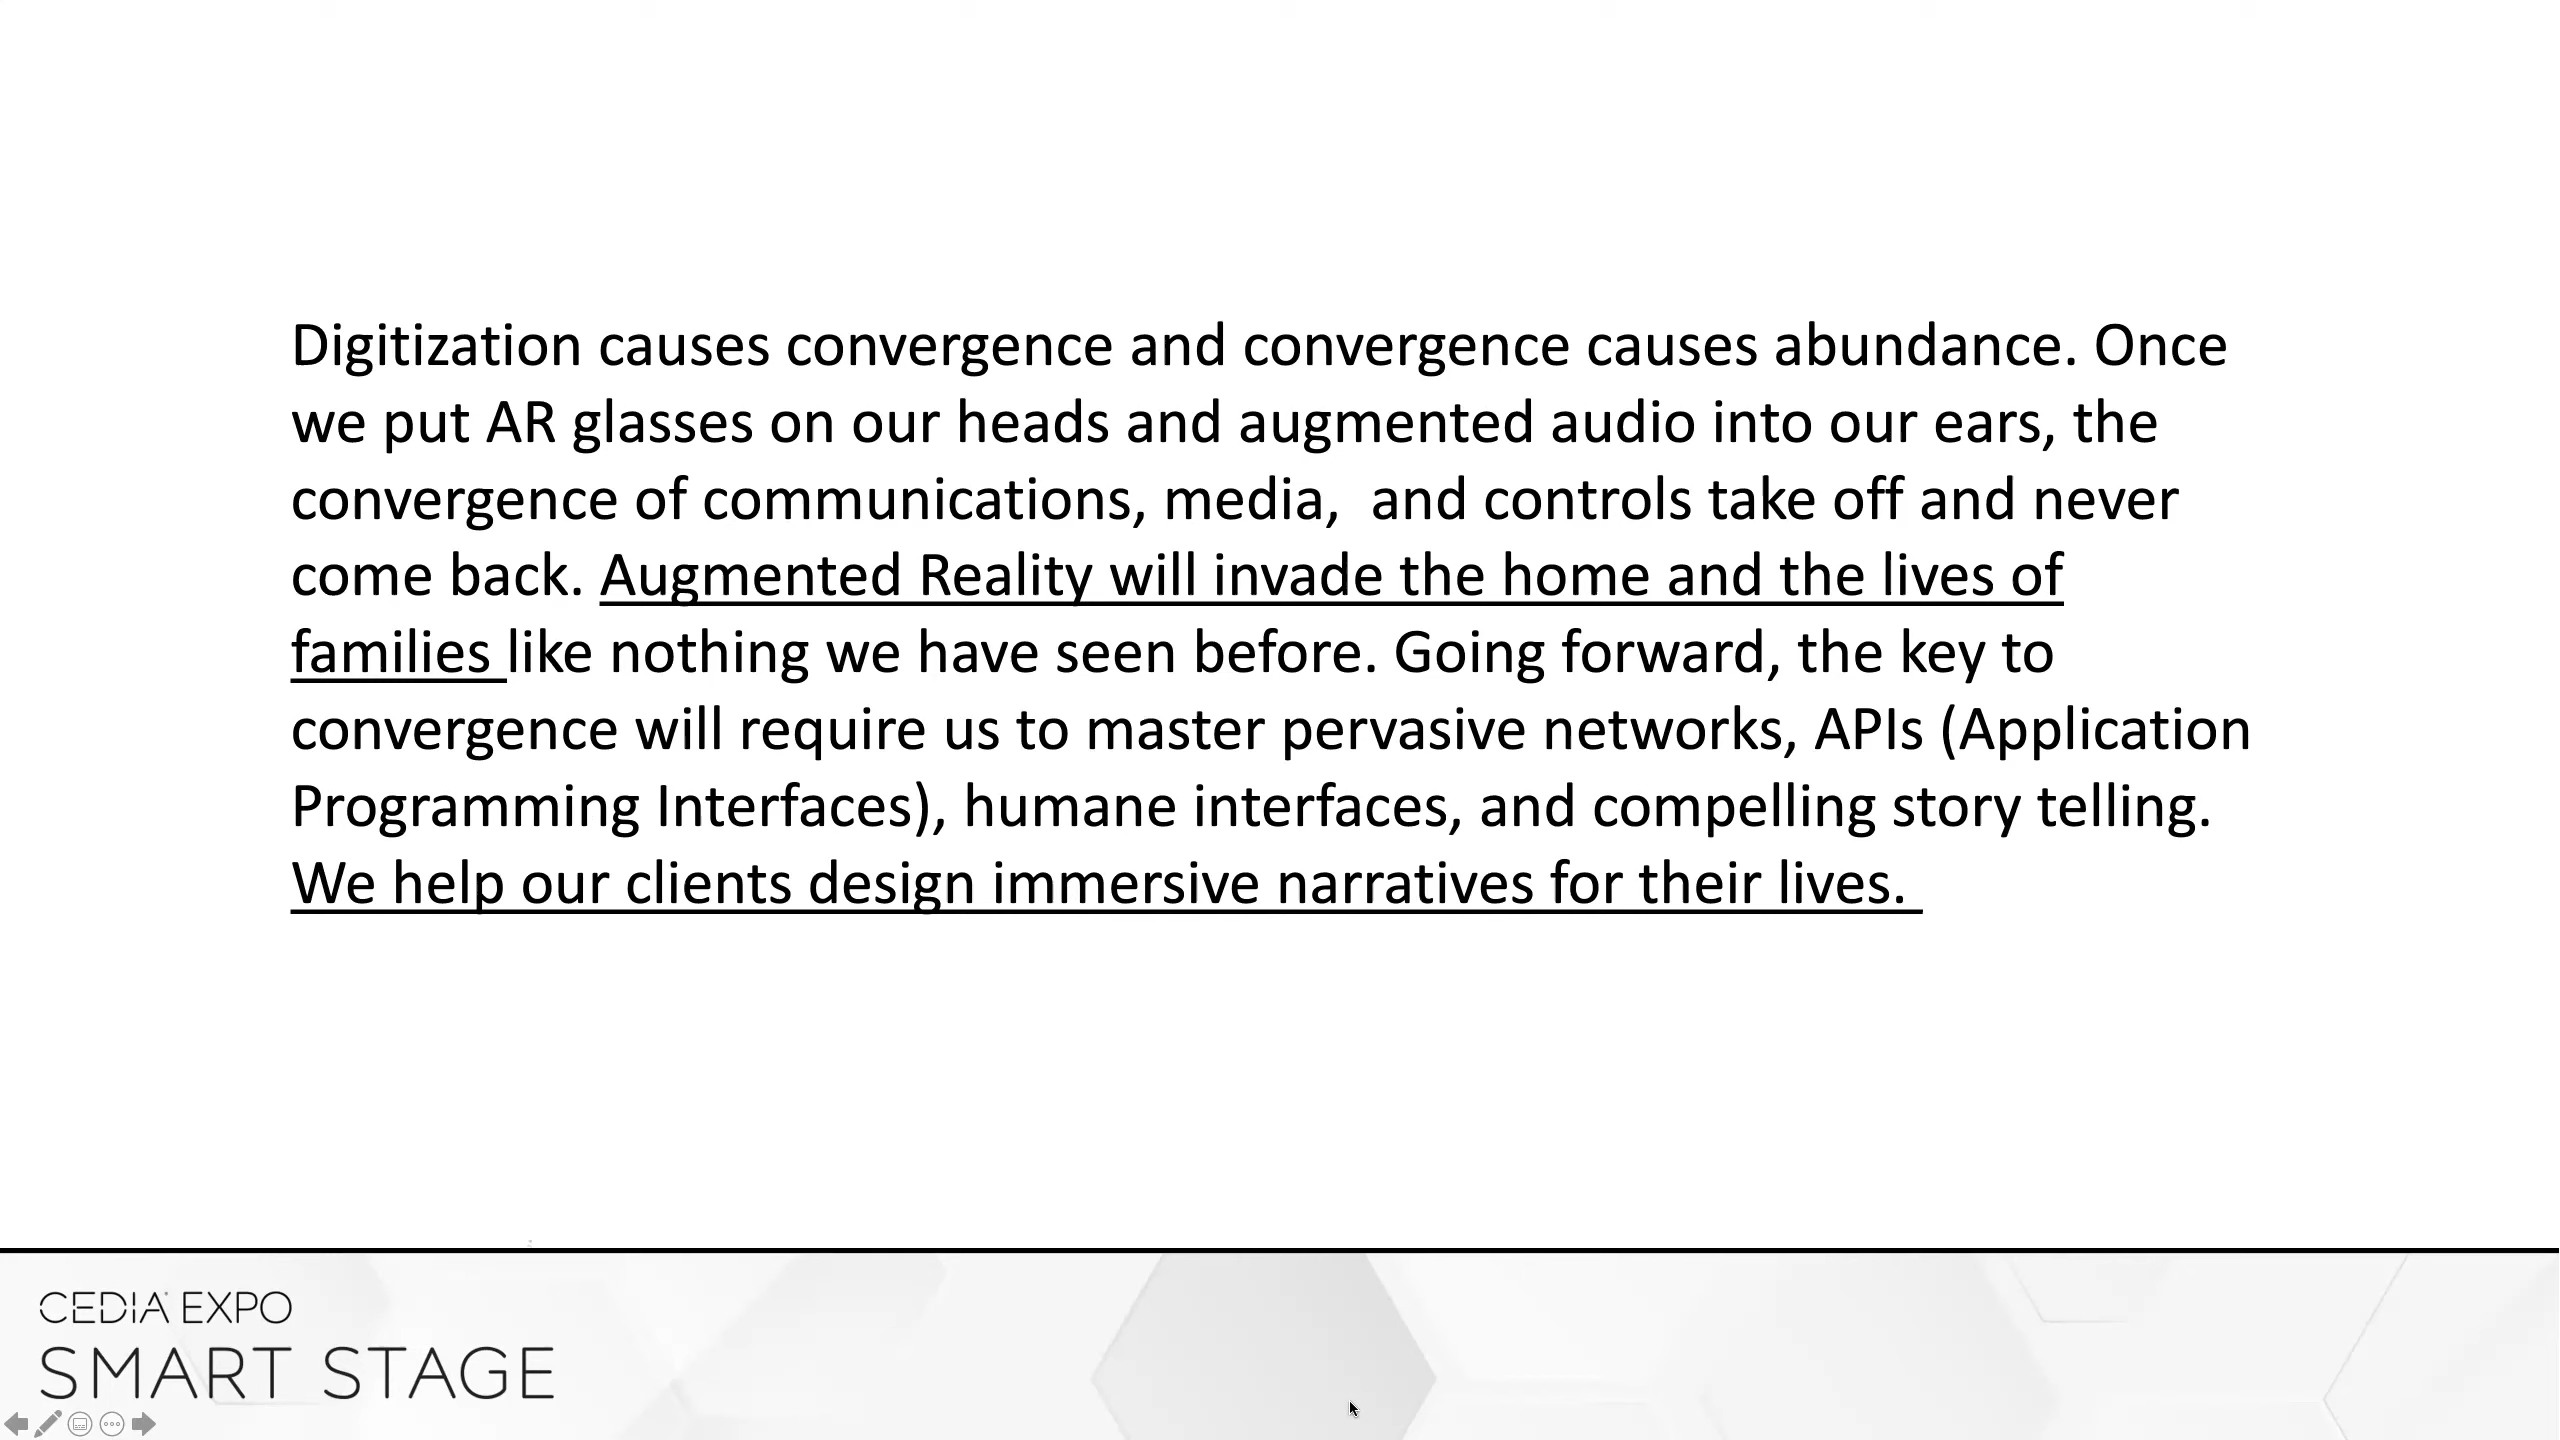 Digitization causes convergence and convergence causes abundance. Once
we put AR glasses on our heads and augmented audio into our ears, the
convergence of communications, media,  and controls take off and never
come back. Augmented Reality will invade the home and the lives of
families like nothing we have seen before. Going forward, the key to
convergence will require us to master pervasive networks, APIs (Application
Programming Interfaces), humane interfaces, and compelling story telling.
We help our clients design immersive narratives for their lives.
CEDIA EXPO
SMART STAGE